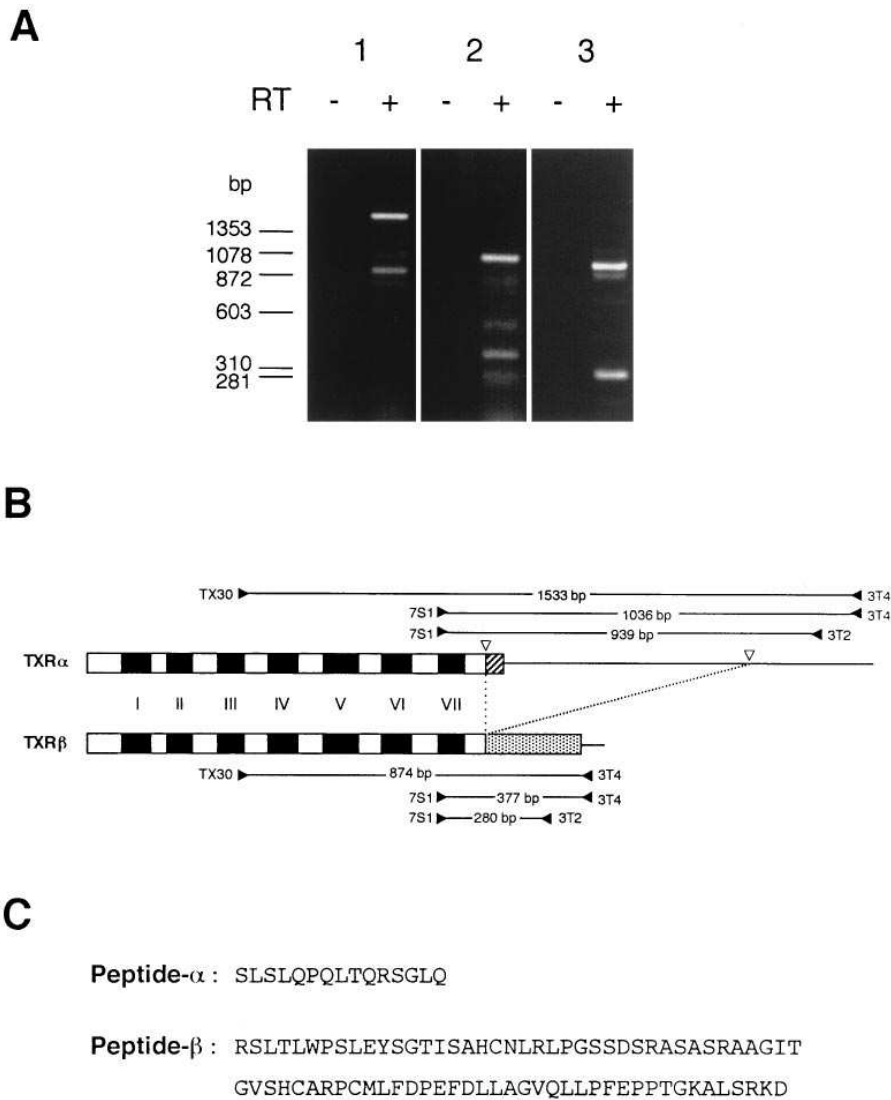 A
1 2 3
RT - + - + - +
bp
1353
1078
872
603
310
281
B
TX30 1533 bp 3T4
7S1 1036 bp 3T4
7S1 939 bp 3T2
TXRα
I II III IV V VI VII
TXRβ
TX30 874 bp 3T4
7S1 377 bp 3T4
7S1 280 bp 3T2
C
Peptide-α : SLSLQPQLTQRSGLQ
Peptide-β : RSLTLWPSLEYSGTISAHCNLRLPGSSDSRASASRAAGIT
GVSHCARPCMLFDPEFDLLAGVQLLPFEPPTGKALSRKD